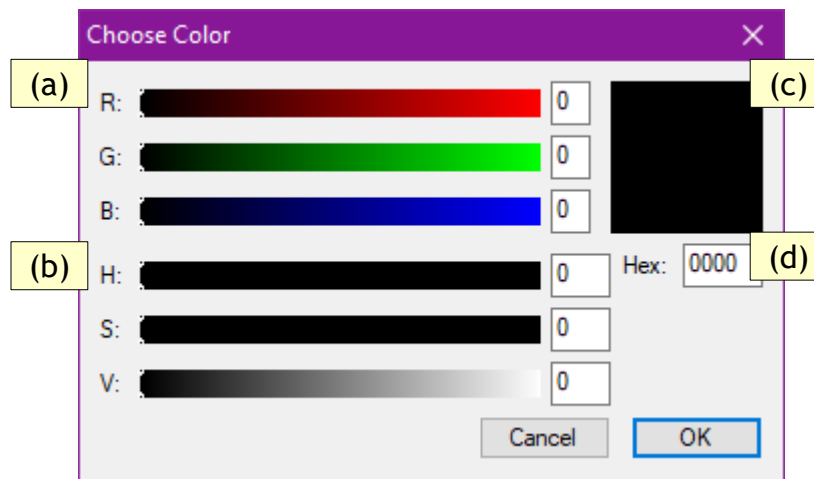 Choose Color
(a)
(c)
R: 0
G: 0
B: 0
(b)
(d)
H: 0
Hex: 0000
S: 0
V: 0
Cancel
OK